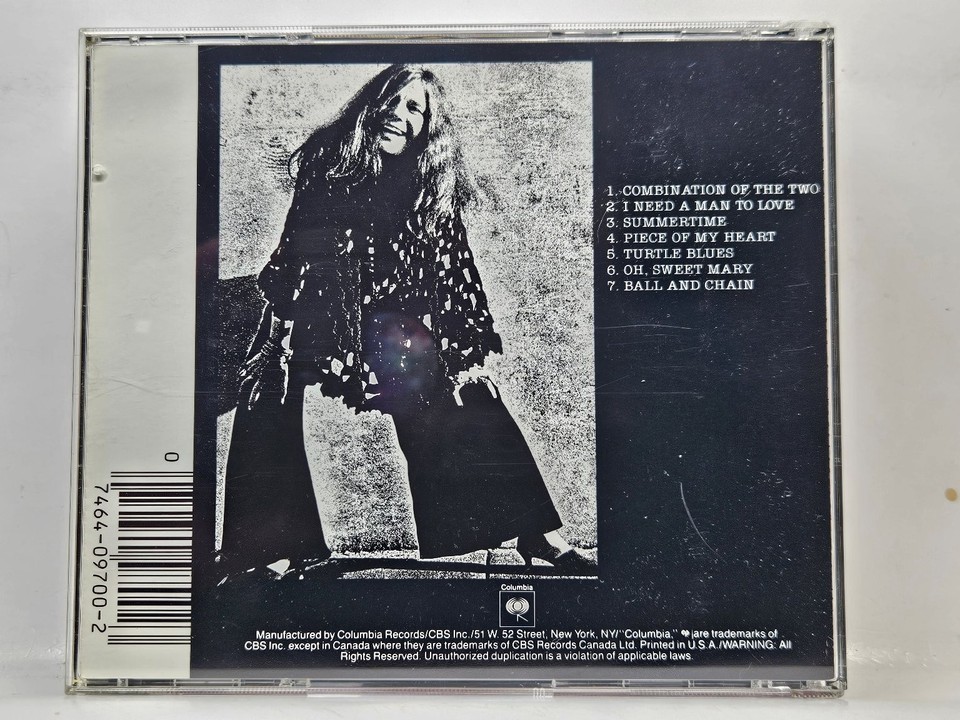 1. COMBINATION OF THE TWO
2. I NEED A MAN TO LOVE
3. SUMMERTIME
4. PIECE OF MY HEART
5. TURTLE BLUES
6. OH, SWEET MARY
7. BALL AND CHAIN
0
7464-09700-2
Columbia
Manufactured by Columbia Records/CBS Inc./51 W. 52 Street, New York, NY/"Columbia," are trademarks of
CBS Inc. except in Canada where they are trademarks of CBS Records Canada Ltd. Printed in U.S.A./WARNING: All
Rights Reserved. Unauthorized duplication is a violation of applicable laws.